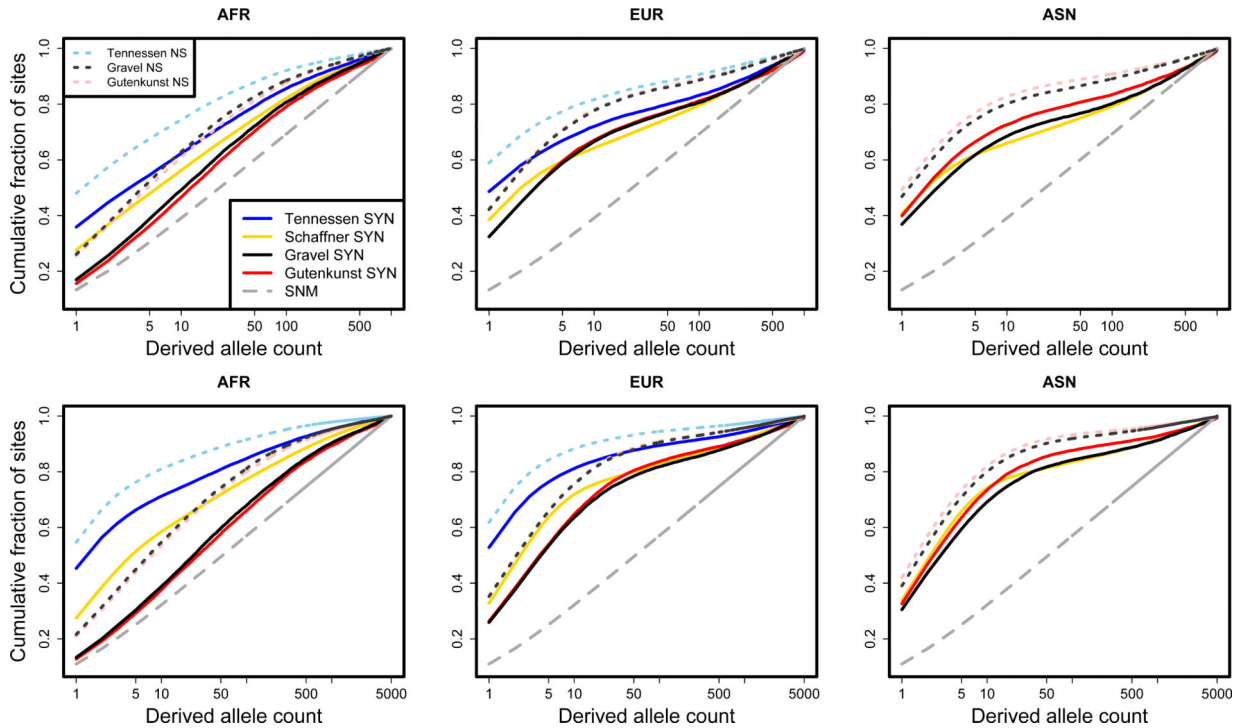 AFR
EUR
ASN
Cumulative fraction of sites
1.0
0.8
0.6
0.4
0.2
Tennessen NS
Gravel NS
Gutenkunst NS
Tennessen SYN
Schaffner SYN
Gravel SYN
Gutenkunst SYN
SNM
1 5 10 50 100 500
Derived allele count
1.0
0.8
0.6
0.4
0.2
1 5 10 50 100 500
Derived allele count
1.0
0.8
0.6
0.4
0.2
1 5 10 50 100 500
Derived allele count
AFR
EUR
ASN
Cumulative fraction of sites
1.0
0.8
0.6
0.4
0.2
1 5 10 50 500 5000
Derived allele count
1.0
0.8
0.6
0.4
0.2
1 5 10 50 500 5000
Derived allele count
1.0
0.8
0.6
0.4
0.2
1 5 10 50 500 5000
Derived allele count